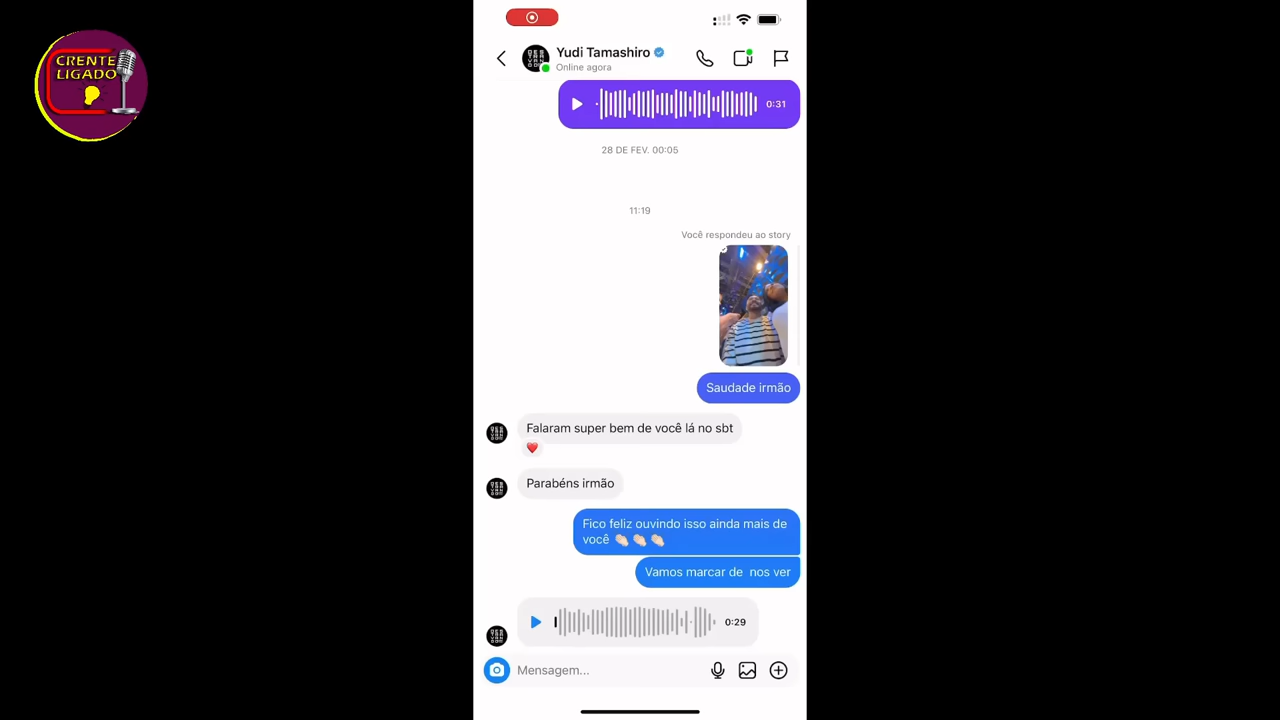 CRENTE
LIGADO
Yudi Tamashiro
Online agora
0:31
28 DE FEV. 00:05
11:19
Você respondeu ao story
Saudade irmão
Falaram super bem de você lá no sbt
❤️
Parabéns irmão
Fico feliz ouvindo isso ainda mais de
você 👏🏻 👏🏻 👏🏻
Vamos marcar de  nos ver
0:29
Mensagem...